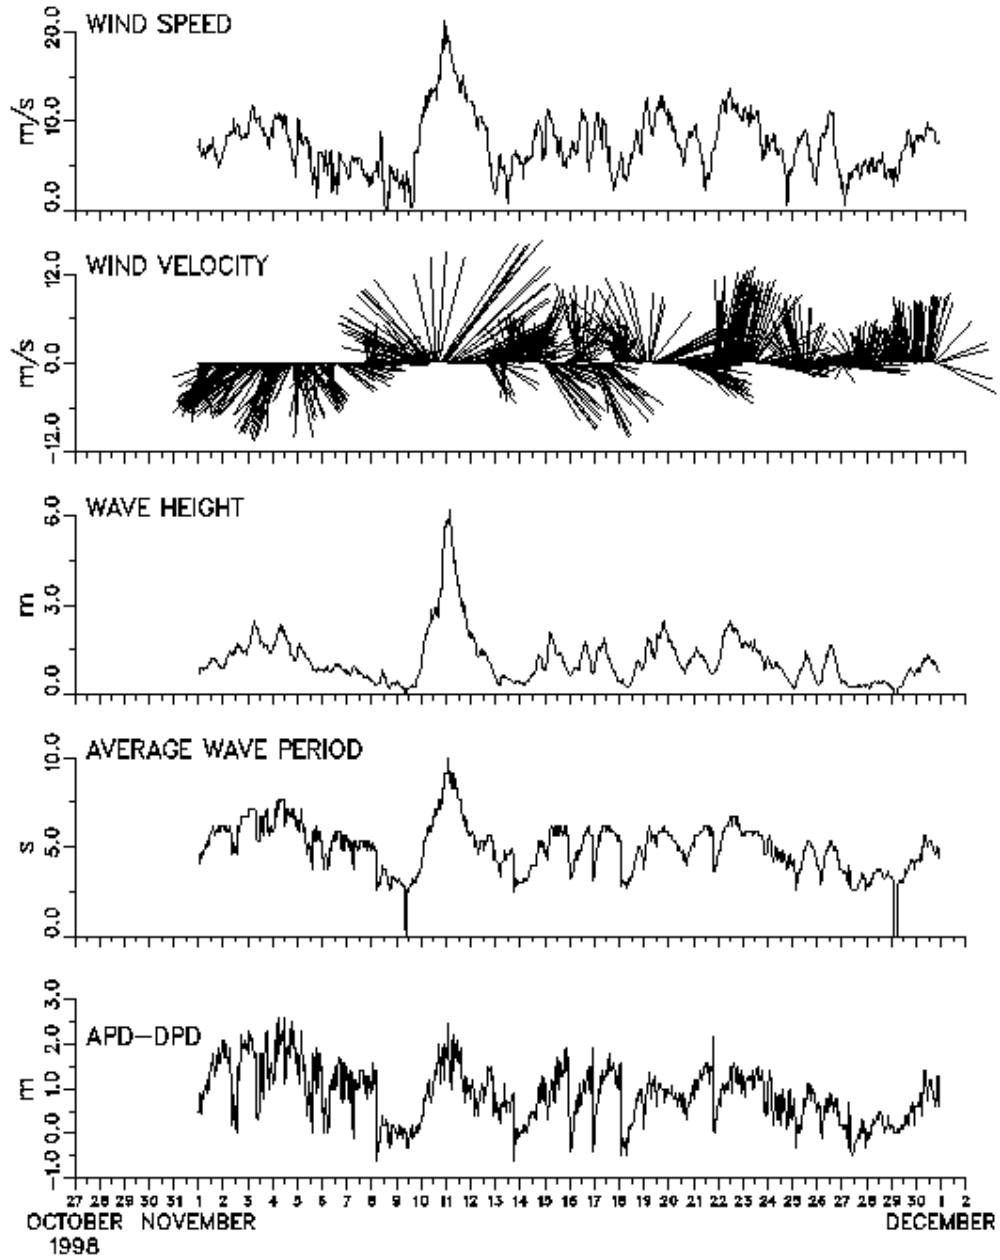 WIND SPEED
20.0
10.0
0.0
m/s
WIND VELOCITY
12.0
0.0
-12.0
m/s
WAVE HEIGHT
6.0
3.0
0.0
m
AVERAGE WAVE PERIOD
10.0
5.0
0.0
s
APD-DPD
3.0
2.0
1.0
0.0
-1.0
m
27 28 29 30 31 1 2 3 4 5 6 7 8 9 10 11 12 13 14 15 16 17 18 19 20 21 22 23 24 25 26 27 28 29 30 1 2
OCTOBER NOVEMBER DECEMBER
1998